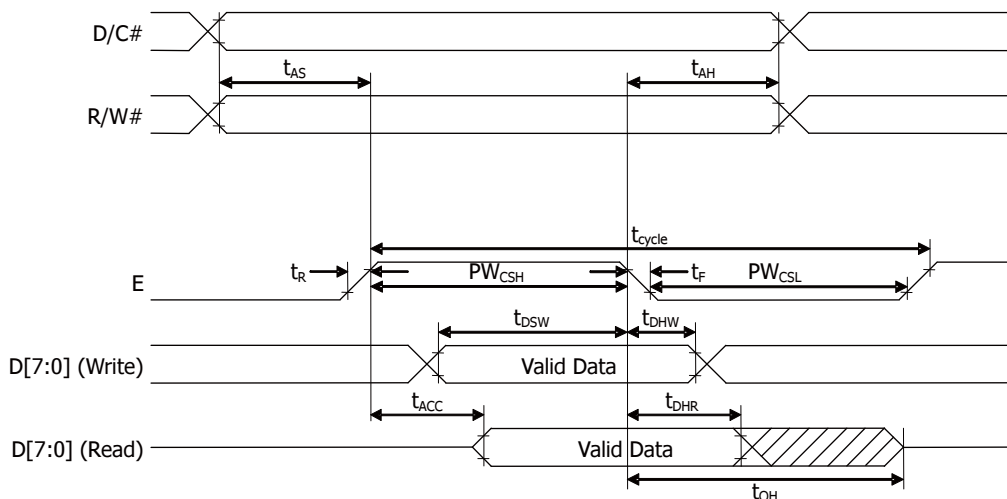 D/C#
tAS
tAH
R/W#
tcycle
tR
PWCSH
tF
PWCSL
E
tDSW
tDHW
D[7:0] (Write)
Valid Data
tACC
tDHR
D[7:0] (Read)
Valid Data
tOH